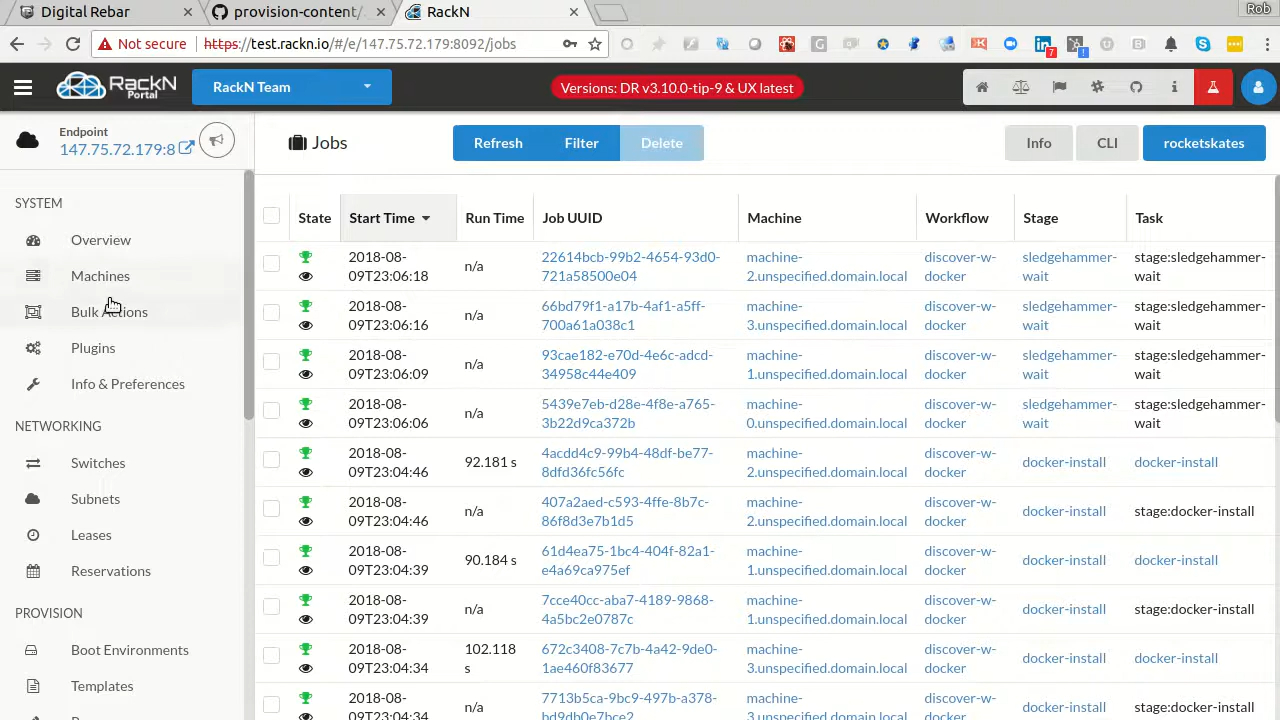 Digital Rebar
provision-content/
RackN
Rob
Not secure
https://test.rackn.io/#/e/147.75.72.179:8092/jobs
7
RackN
Portal
RackN Team
Versions: DR v3.10.0-tip-9 & UX latest
Endpoint
147.75.72.179:8
Jobs
Refresh
Filter
Delete
Info
CLI
rocketskates
SYSTEM
Overview
Machines
Bulk Actions
Plugins
Info & Preferences
NETWORKING
Switches
Subnets
Leases
Reservations
PROVISION
Boot Environments
Templates
State Start Time Run Time Job UUID Machine Workflow Stage Task
2018-08- 22614bcb-99b2-4654-93d0- machine- discover-w- sledgehammer- stage:sledgehammer-
09T23:06:18 n/a 721a58500e04 2.unspecified.domain.local docker wait wait
2018-08- 66bd79f1-a17b-4af1-a5ff- machine- discover-w- sledgehammer- stage:sledgehammer-
09T23:06:16 n/a 700a61a038c1 3.unspecified.domain.local docker wait wait
2018-08- 93cae182-e70d-4e6c-adcd- machine- discover-w- sledgehammer- stage:sledgehammer-
09T23:06:09 n/a 34958c44e409 1.unspecified.domain.local docker wait wait
2018-08- 5439e7eb-d28e-4f8e-a765- machine- discover-w- sledgehammer- stage:sledgehammer-
09T23:06:06 n/a 3b22d9ca372b 0.unspecified.domain.local docker wait wait
2018-08- 4acdd4c9-99b4-48df-be77- machine- discover-w-
09T23:04:46 92.181 s 8dfd36fc56fc 2.unspecified.domain.local docker docker-install docker-install
2018-08- 407a2aed-c593-4ffe-8b7c- machine- discover-w-
09T23:04:46 n/a 86f8d3e7b1d5 2.unspecified.domain.local docker docker-install stage:docker-install
2018-08- 61d4ea75-1bc4-404f-82a1- machine- discover-w-
09T23:04:39 90.184 s e4a69ca975ef 1.unspecified.domain.local docker docker-install docker-install
2018-08- 7cce40cc-aba7-4189-9868- machine- discover-w-
09T23:04:39 n/a 4a5bc2e0787c 1.unspecified.domain.local docker docker-install stage:docker-install
2018-08- 102.118 672c3408-7c7b-4a42-9de0- machine- discover-w-
09T23:04:34 s 1ae460f83677 3.unspecified.domain.local docker docker-install docker-install
2018-08- 7713b5ca-9bc9-497b-a378- machine- discover-w-
09T23:04:34 n/a bd9db0e7bce2 3.unspecified.domain.local docker docker-install stage:docker-install